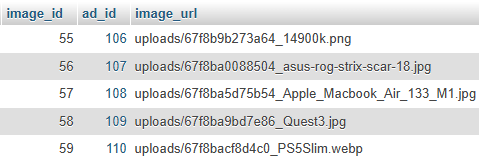 image_id ad_id image_url
55 106 uploads/67f8b9b273a64_14900k.png
56 107 uploads/67f8ba0088504_asus-rog-strix-scar-18.jpg
57 108 uploads/67f8ba5d75b54_Apple_Macbook_Air_133_M1.jpg
58 109 uploads/67f8ba9bd7e86_Quest3.jpg
59 110 uploads/67f8bacf8d4c0_PS5Slim.webp